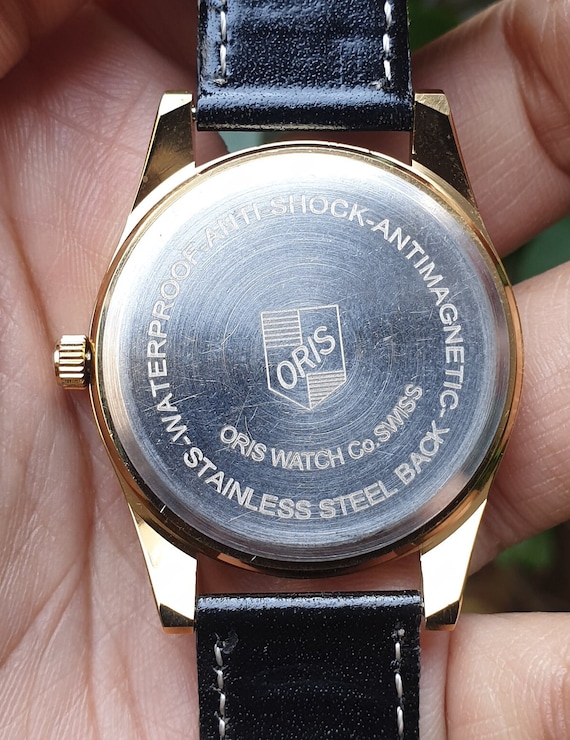 -WATERPROOF-ANTI-SHOCK-ANTIMAGNETIC-
STAINLESS STEEL BACK
ORIS
ORIS WATCH Co.SWISS